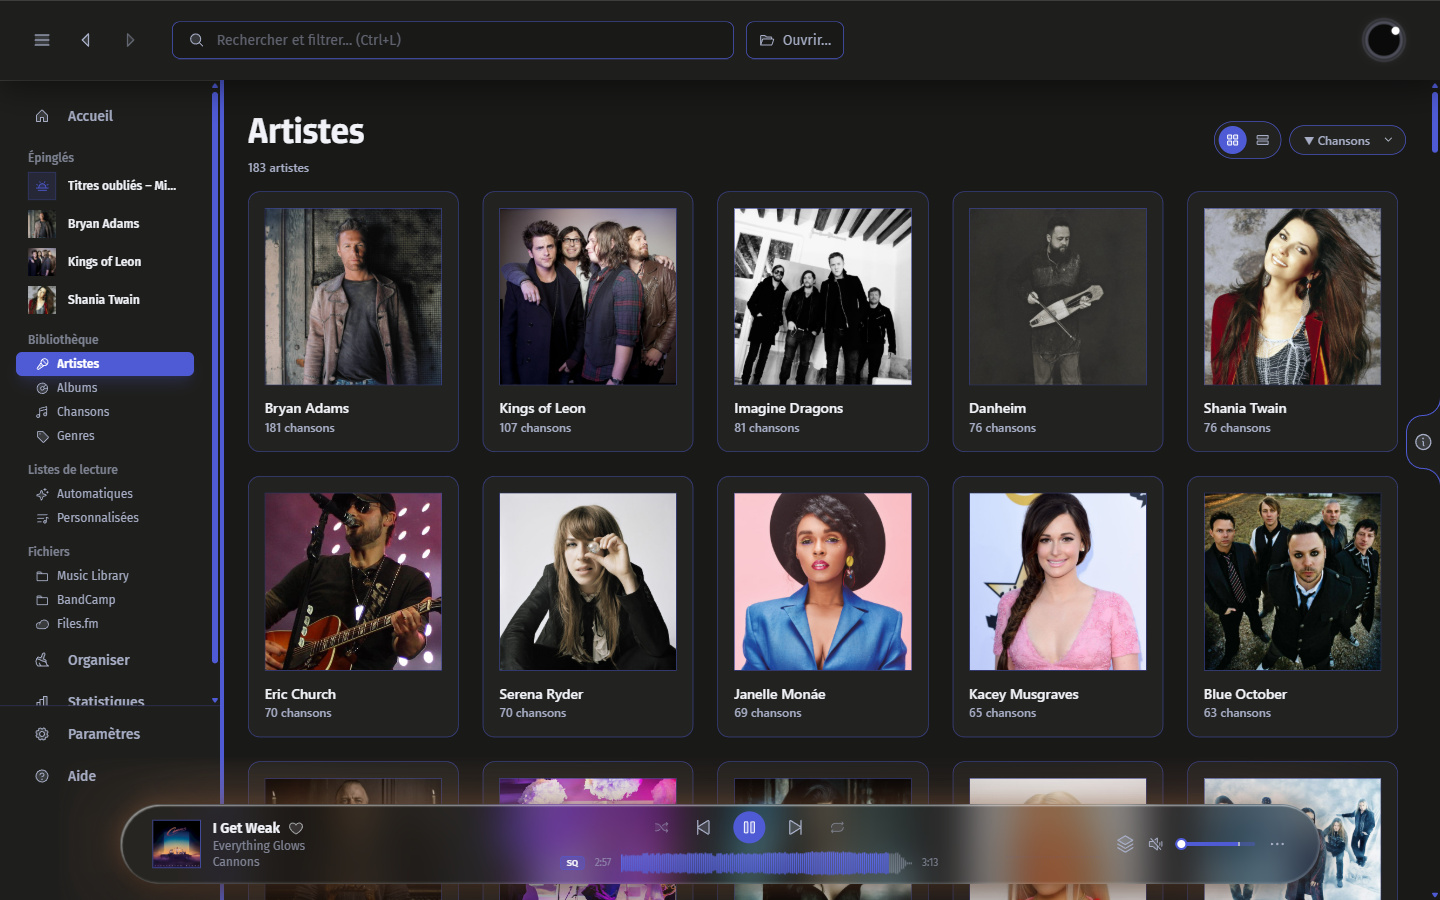 Rechercher et filtrer... (Ctrl+L)
Ouvrir...
Accueil
Épinglés
Titres oubliés – Mi...
Bryan Adams
Kings of Leon
Shania Twain
Bibliothèque
Artistes
Albums
Chansons
Genres
Listes de lecture
Automatiques
Personnalisées
Fichiers
Music Library
BandCamp
Files.fm
Organiser
Statistiques
Paramètres
Aide
Artistes
183 artistes
▼ Chansons
Bryan Adams
181 chansons
Kings of Leon
107 chansons
Imagine Dragons
81 chansons
Danheim
76 chansons
Shania Twain
76 chansons
Eric Church
70 chansons
Serena Ryder
70 chansons
Janelle Monáe
69 chansons
Kacey Musgraves
65 chansons
Blue October
63 chansons
I Get Weak
Everything Glows
Cannons
SQ
2:57
3:13